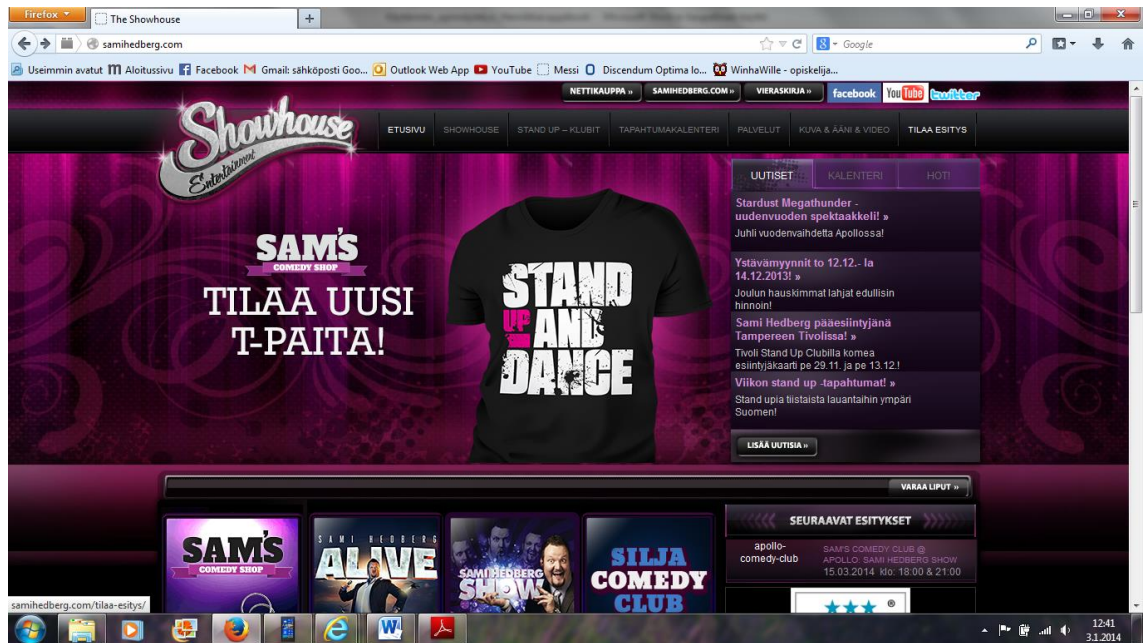 Firefox
The Showhouse
samihedberg.com
Google
Useimmin avatut
Aloitussivu
Facebook
Gmail: sähköposti Goo...
Outlook Web App
YouTube
Messi
Discendum Optima lo...
WinhaWille - opiskelija...
NETTIKAUPPA »
SAMIHEDBERG.COM »
VIERASKIRJA »
facebook
YouTube
twitter
Showhouse
Entertainment
ETUSIVU
SHOWHOUSE
STAND UP – KLUBIT
TAPAHTUMAKALENTERI
PALVELUT
KUVA & ÄÄNI & VIDEO
TILAA ESITYS
SAM'S
COMEDY SHOP
TILAA UUSI
T-PAITA!
STAND
UP AND
DANCE
UUTISET
KALENTERI
HOT!
Stardust Megathunder -
uudenvuoden spektaakkeli! »
Juhli vuodenvaihdetta Apollossa!
Ystävämyynnit to 12.12.- la
14.12.2013! »
Joulun hauskimmat lahjat edullisin
hinnoin!
Sami Hedberg pääesiintyjänä
Tampereen Tivolissa! »
Tivoli Stand Up Clubilla komea
esiintyjäkaarti pe 29.11. ja pe 13.12.!
Viikon stand up -tapahtumat! »
Stand upia tiistaista lauantaihin ympäri
Suomen!
LISÄÄ UUTISIA »
VARAA LIPUT »
SAM'S
COMEDY SHOP
SAMI HEDBERG
ALIVE
SAMI HEDBERG
SHOW
SILJA
COMEDY
CLUB
SEURAAVAT ESITYKSET
apollo-
comedy-club
SAM'S COMEDY CLUB @
APOLLO: SAMI HEDBERG SHOW
15.03.2014 klo: 18:00 & 21:00
samihedberg.com/tilaa-esitys/
12:41
3.1.2014